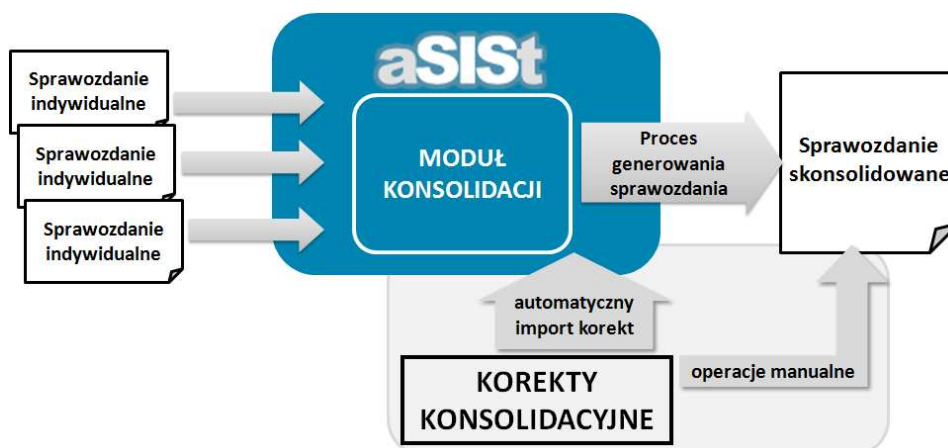 aSISt
Sprawozdanie
indywidualne
Sprawozdanie
indywidualne
Sprawozdanie
indywidualne
MODUŁ
KONSOLIDACJI
Proces
generowania
sprawozdania
Sprawozdanie
skonsolidowane
automatyczny
import korekt
KOREKTY
KONSOLIDACYJNE
operacje manualne